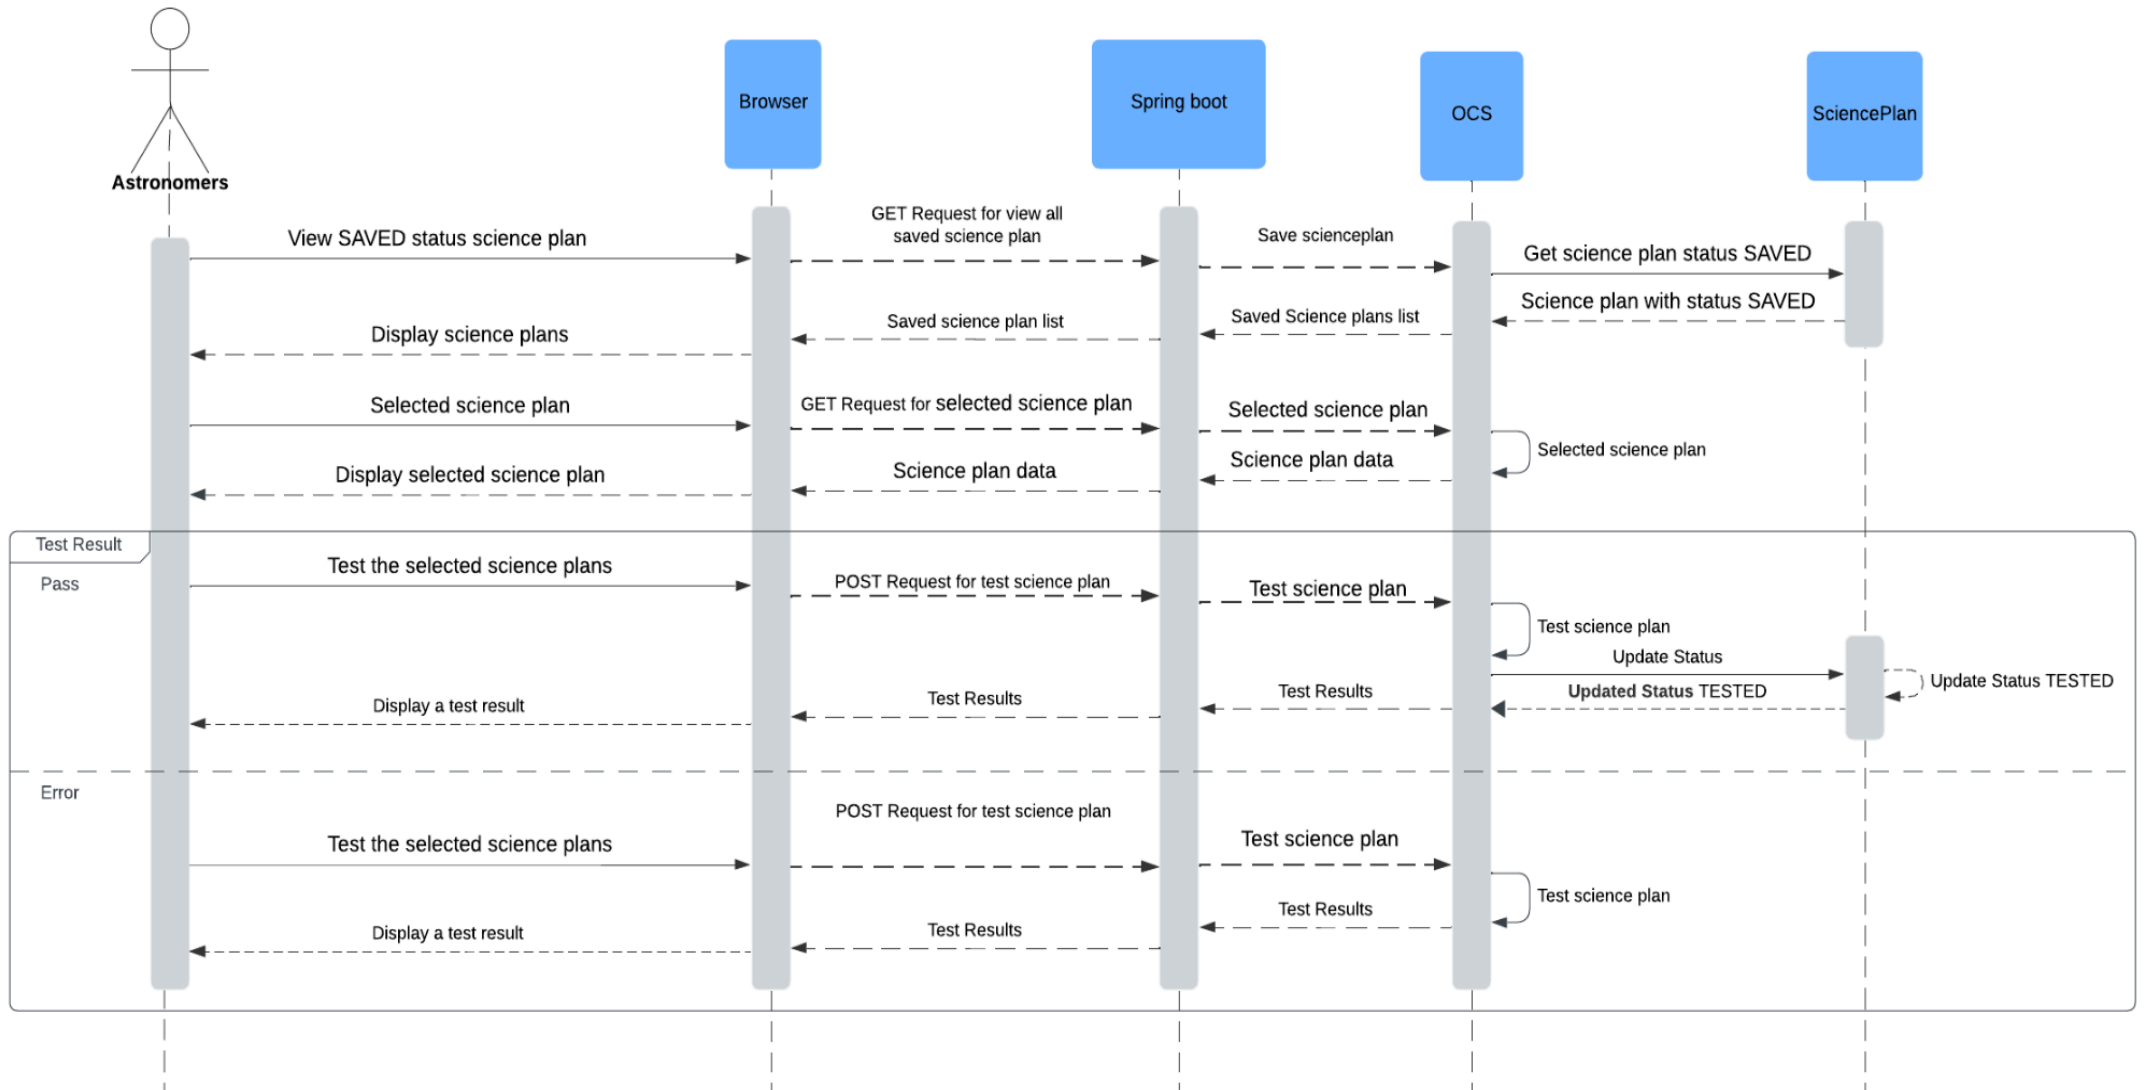 Browser
Spring boot
OCS
SciencePlan
Astronomers
GET Request for view all
saved science plan
View SAVED status science plan
Save scienceplan
Get science plan status SAVED
Science plan with status SAVED
Saved Science plans list
Saved science plan list
Display science plans
Selected science plan
GET Request for selected science plan
Selected science plan
Selected science plan
Science plan data
Science plan data
Display selected science plan
Test Result
Pass
Test the selected science plans
POST Request for test science plan
Test science plan
Test science plan
Update Status
Update Status TESTED
Updated Status TESTED
Test Results
Test Results
Display a test result
Error
POST Request for test science plan
Test the selected science plans
Test science plan
Test science plan
Test Results
Test Results
Display a test result